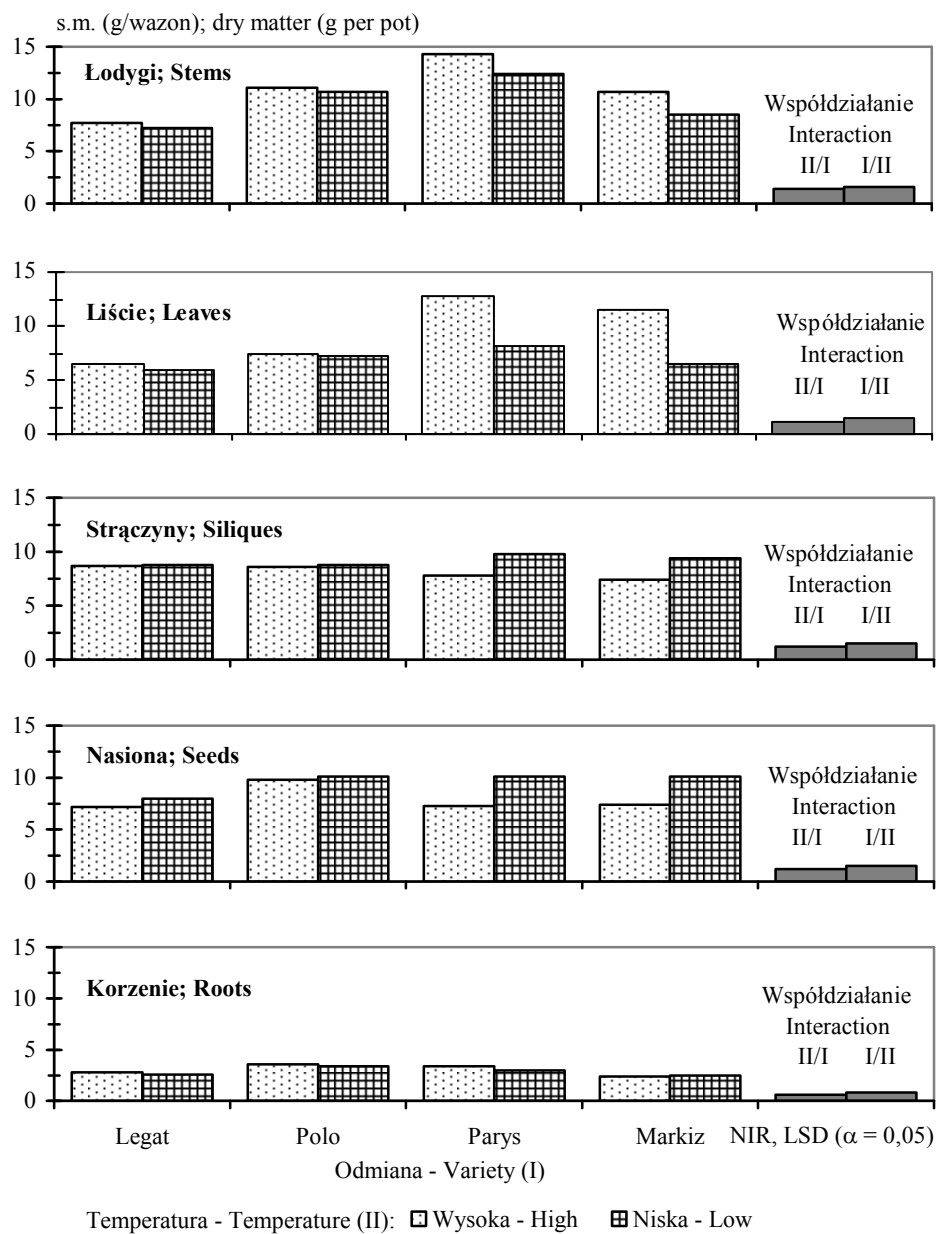 s.m. (g/wazon); dry matter (g per pot)
15
10
5
0
Łodygi; Stems
Współdziałanie
Interaction
II/I I/II
15
10
5
0
Liście; Leaves
Współdziałanie
Interaction
II/I I/II
15
10
5
0
Strączyny; Siliques
Współdziałanie
Interaction
II/I I/II
15
10
5
0
Nasiona; Seeds
Współdziałanie
Interaction
II/I I/II
15
10
5
0
Korzenie; Roots
Współdziałanie
Interaction
II/I I/II
Legat Polo Parys Markiz NIR, LSD (α = 0,05)
Odmiana - Variety (I)
Temperatura - Temperature (II): Wysoka - High Niska - Low